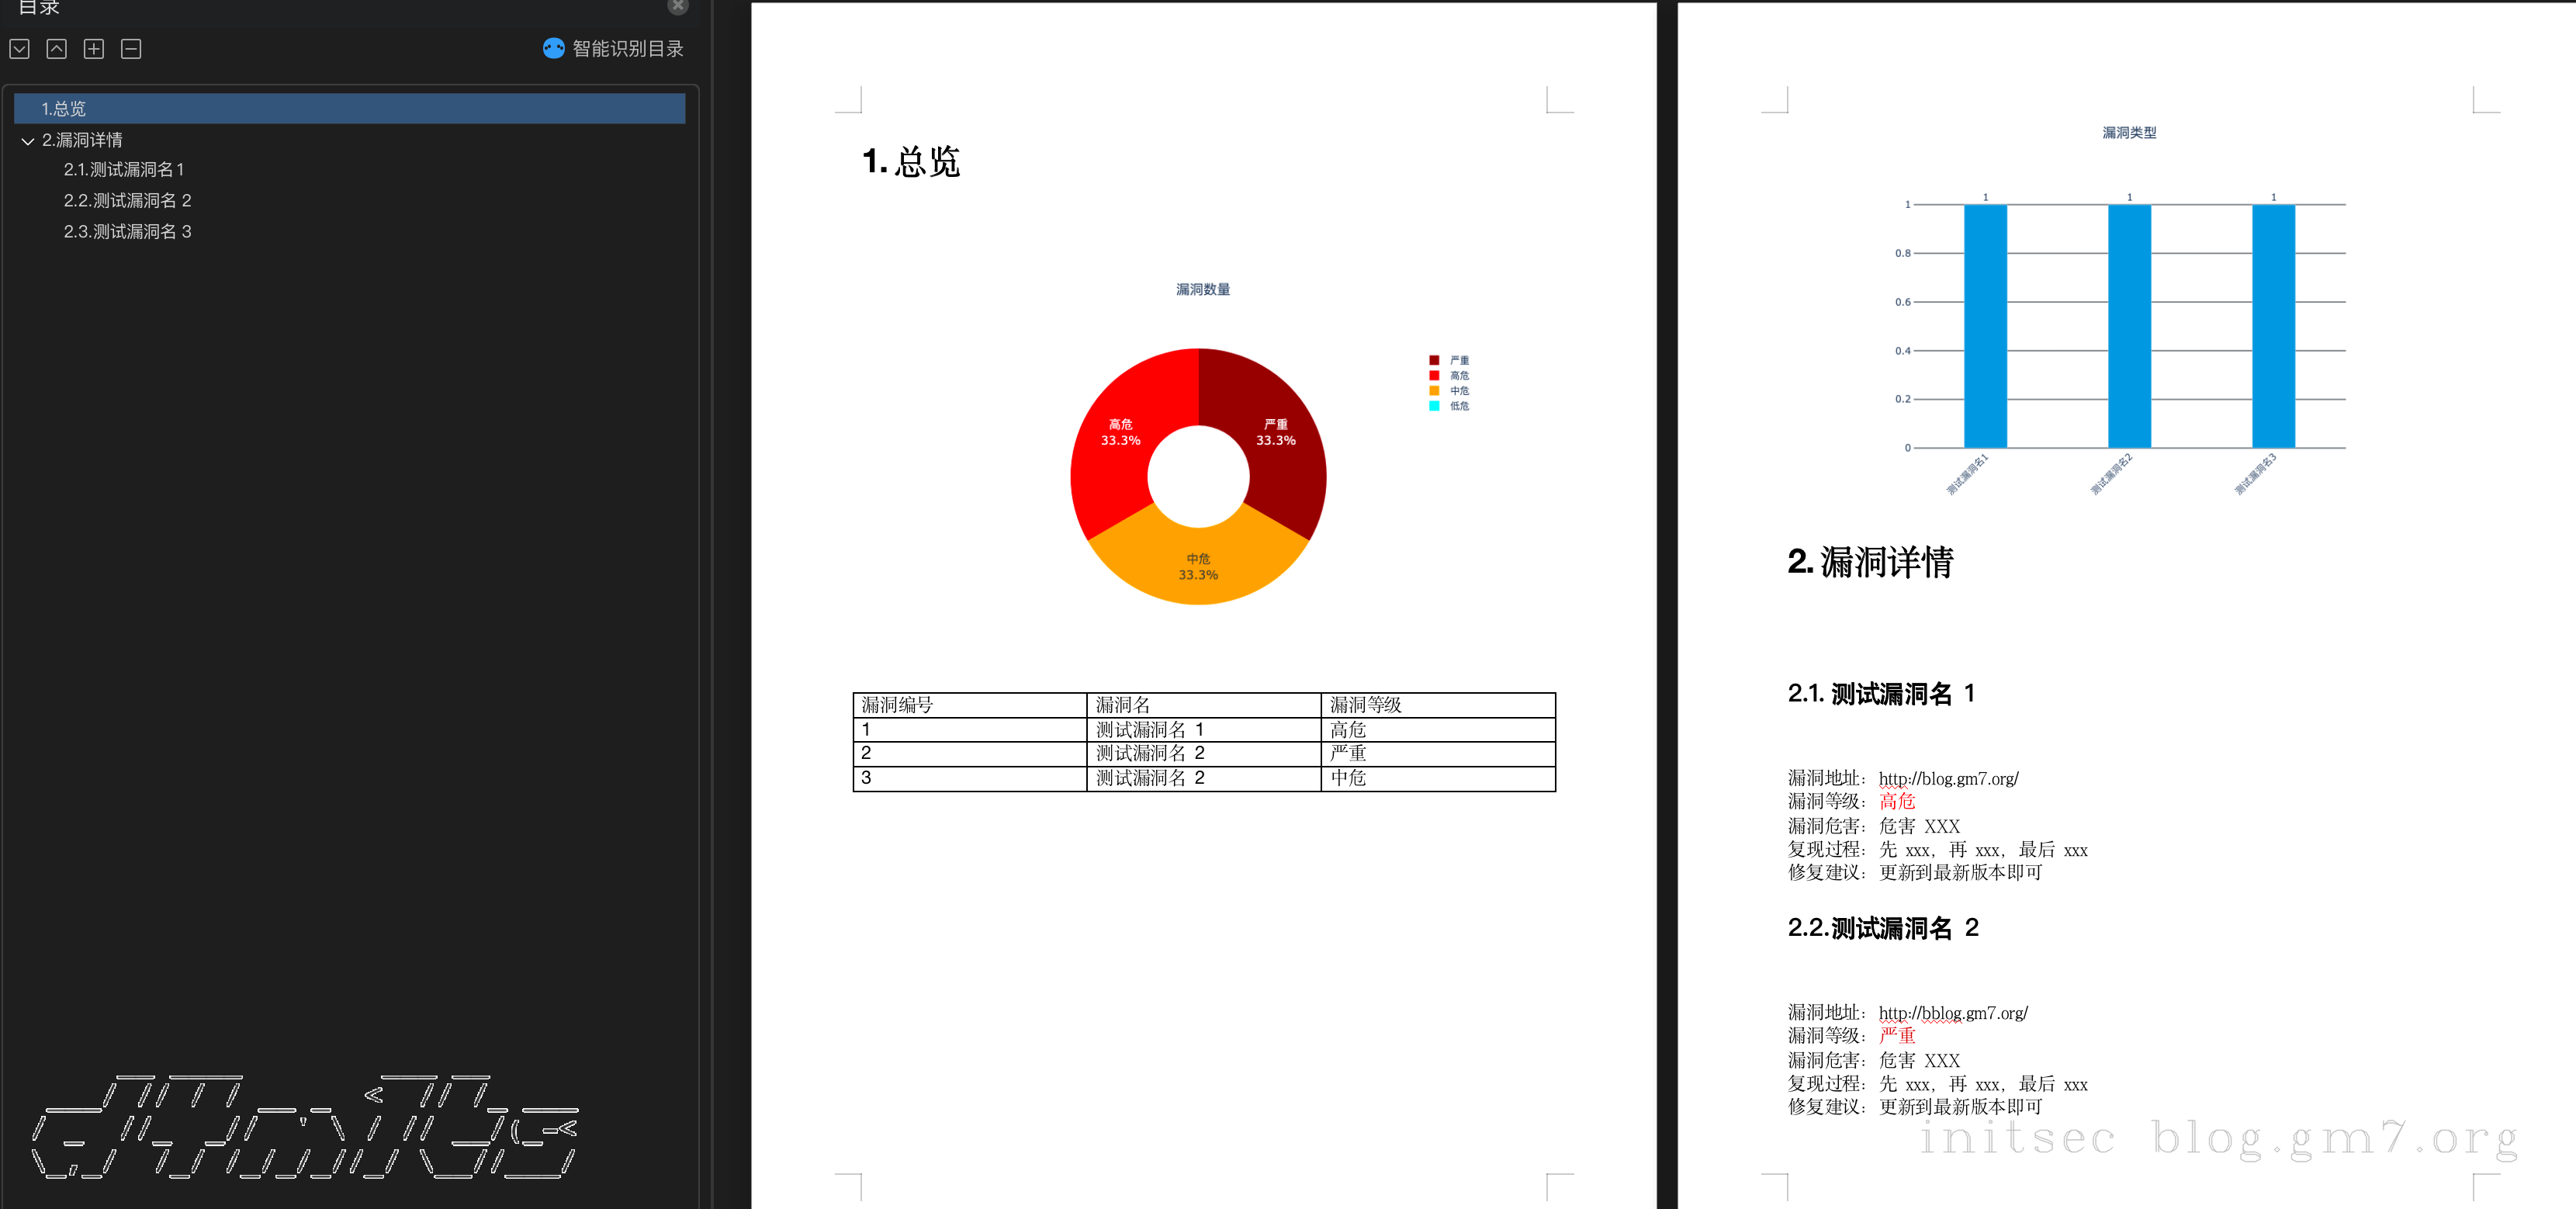 目录
智能识别目录
1.总览
2.漏洞详情
2.1.测试漏洞名 1
2.2.测试漏洞名 2
2.3.测试漏洞名 3
1. 总览
漏洞数量
严重
高危
中危
低危
高危
33.3%
严重
33.3%
中危
33.3%
漏洞编号 漏洞名 漏洞等级
1 测试漏洞名 1 高危
2 测试漏洞名 2 严重
3 测试漏洞名 2 中危
漏洞类型
1 1 1
1
0.8
0.6
0.4
0.2
0
测试漏洞名1 测试漏洞名2 测试漏洞名3
2. 漏洞详情
2.1. 测试漏洞名 1
漏洞地址：http://blog.gm7.org/
漏洞等级：高危
漏洞危害：危害 XXX
复现过程：先 xxx，再 xxx，最后 xxx
修复建议：更新到最新版本即可
2.2.测试漏洞名 2
漏洞地址：http://bblog.gm7.org/
漏洞等级：严重
漏洞危害：危害 XXX
复现过程：先 xxx，再 xxx，最后 xxx
修复建议：更新到最新版本即可
d4m1ts
initsec blog.gm7.org